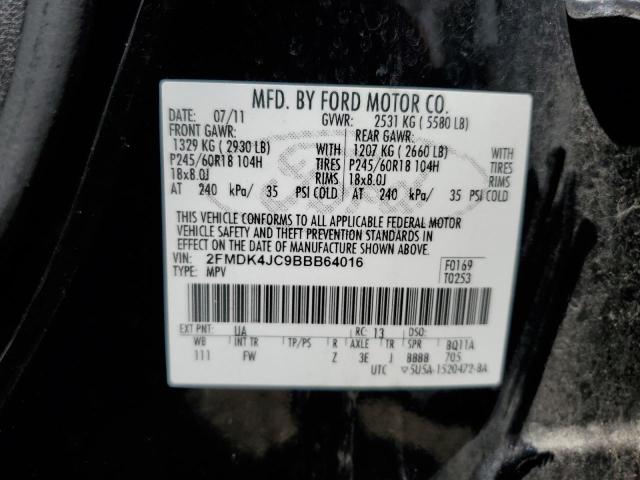 MFD. BY FORD MOTOR CO.
DATE: 07/11 GVWR: 2531 KG ( 5580 LB)
FRONT GAWR: REAR GAWR:
1329 KG ( 2930 LB) WITH 1207 KG ( 2660 LB) WITH
P245/60R18 104H TIRES P245/60R18 104H TIRES
18x8.0J RIMS 18x8.0J RIMS
AT 240 kPa/ 35 PSI COLD AT 240 kPa/ 35 PSI COLD
THIS VEHICLE CONFORMS TO ALL APPLICABLE FEDERAL MOTOR
VEHICLE SAFETY AND THEFT PREVENTION STANDARDS IN
EFFECT ON THE DATE OF MANUFACTURE SHOWN ABOVE.
VIN: 2FMDK4JC9BBB64016 F0169
TYPE: MPV T0253
EXT PNT: UA RC: 13 DSO:
WB INT TR TP/PS R AXLE TR SPR BQ11A
111 FW Z 3E J BBBB 705
UTC ▽5U5A-1520472-BA